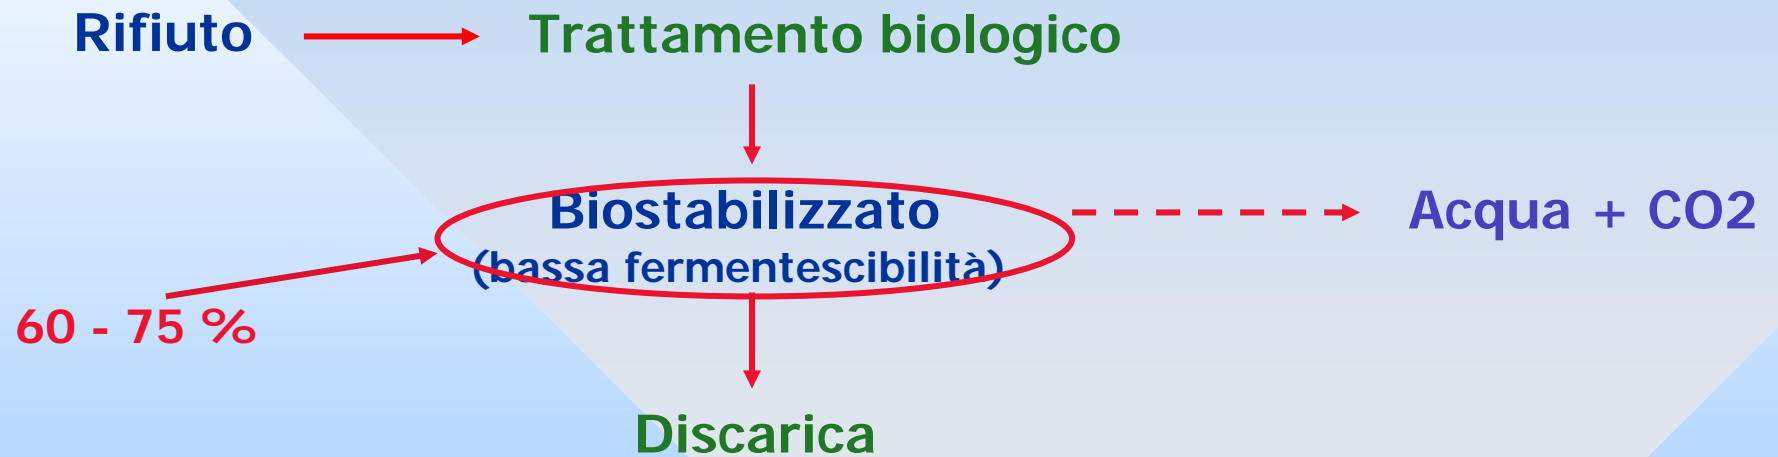 Rifiuto
Trattamento biologico
Biostabilizzato
(bassa fermentescibilità)
Acqua + CO2
60 - 75 %
Discarica